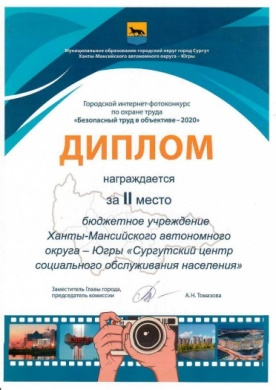 Муниципальное образование городской округ город Сургут
Ханты-Мансийского автономного округа – Югры
Городской интернет-фотоконкурс
по охране труда
«Безопасный труд в объективе–2020»
ДИПЛОМ
награждается
за II место
бюджетное учреждение
Ханты-Мансийского автономного
округа – Югры «Сургутский центр
социального обслуживания населения»
Заместитель Главы города,
председатель комиссии
А.Н. Томазова